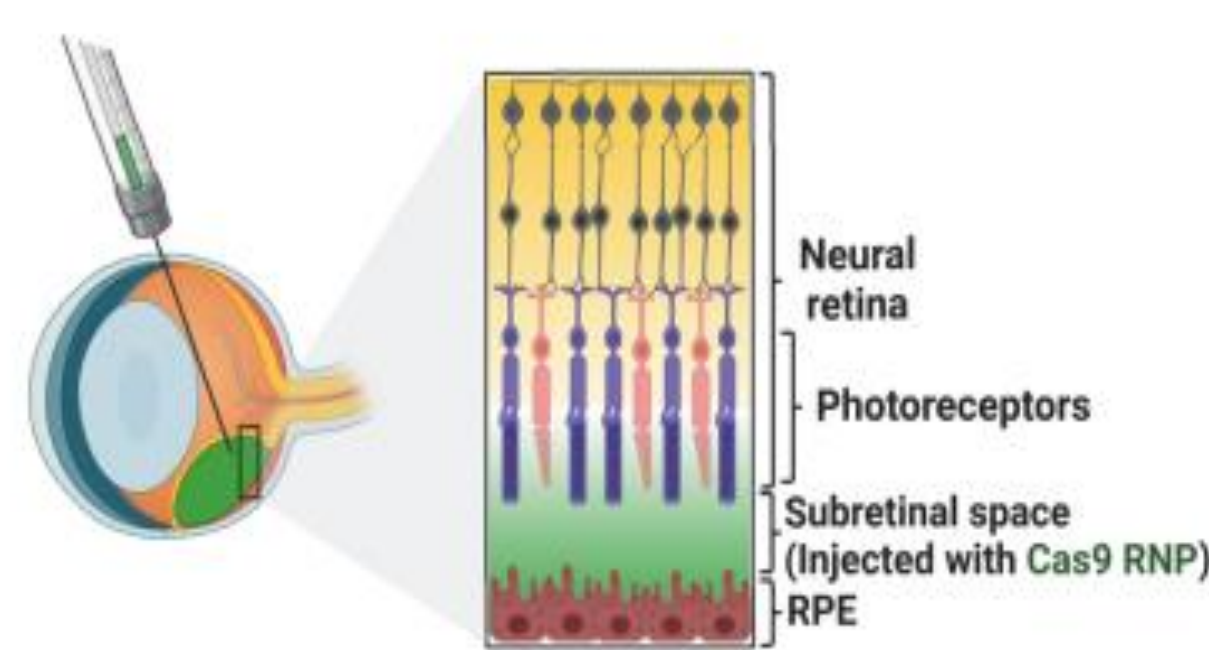 Neural
retina
Photoreceptors
Subretinal space
(Injected with Cas9 RNP)
RPE